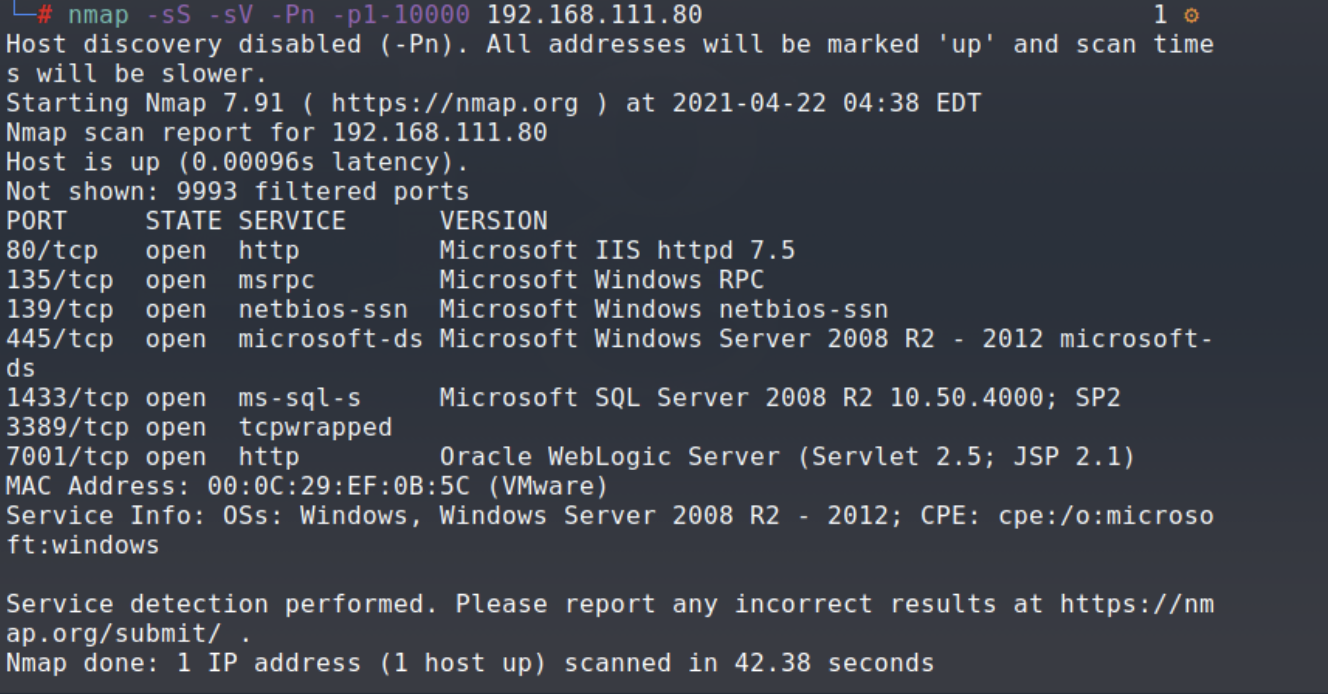 └─# nmap -sS -sV -Pn -p1-10000 192.168.111.80 1 ⚙
Host discovery disabled (-Pn). All addresses will be marked 'up' and scan time
s will be slower.
Starting Nmap 7.91 ( https://nmap.org ) at 2021-04-22 04:38 EDT
Nmap scan report for 192.168.111.80
Host is up (0.00096s latency).
Not shown: 9993 filtered ports
PORT     STATE SERVICE      VERSION
80/tcp   open  http         Microsoft IIS httpd 7.5
135/tcp  open  msrpc        Microsoft Windows RPC
139/tcp  open  netbios-ssn  Microsoft Windows netbios-ssn
445/tcp  open  microsoft-ds Microsoft Windows Server 2008 R2 - 2012 microsoft-
ds
1433/tcp open  ms-sql-s     Microsoft SQL Server 2008 R2 10.50.4000; SP2
3389/tcp open  tcpwrapped
7001/tcp open  http         Oracle WebLogic Server (Servlet 2.5; JSP 2.1)
MAC Address: 00:0C:29:EF:0B:5C (VMware)
Service Info: OSs: Windows, Windows Server 2008 R2 - 2012; CPE: cpe:/o:microso
ft:windows
Service detection performed. Please report any incorrect results at https://nm
ap.org/submit/ .
Nmap done: 1 IP address (1 host up) scanned in 42.38 seconds